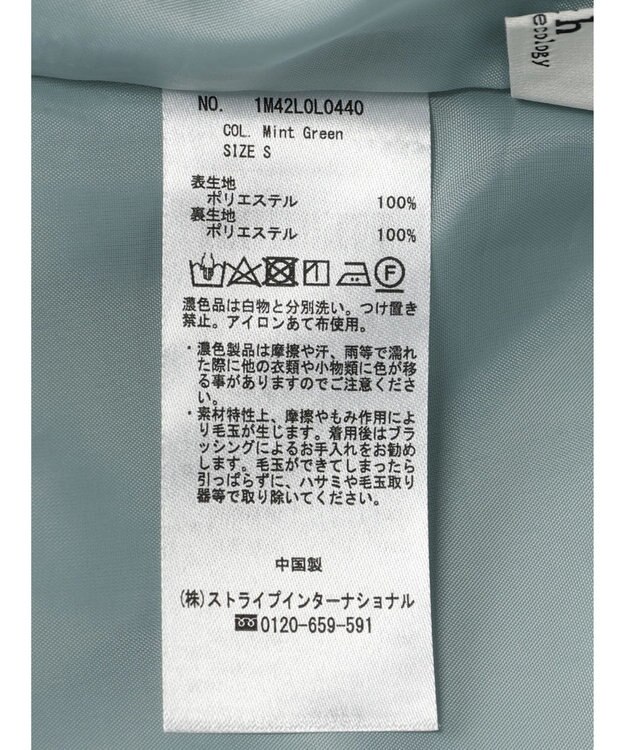 h
ecology
NO. 1M42L0L0440
COL. Mint Green
SIZE S
表生地
ポリエステル 100%
裏生地
ポリエステル 100%
F
濃色品は白物と分別洗い。つけ置き
禁止。アイロンあて布使用。
・濃色製品は摩擦や汗、雨等で濡れ
た際に他の衣類や小物類に色が移
る事がありますのでご注意くださ
い。
・素材特性上、摩擦やもみ作用によ
り毛玉が生じます。着用後はブラ
ッシングによるお手入れをお勧め
します。毛玉ができてしまったら
引っぱらずに、ハサミや毛玉取り
器等で取り除いてください。
中国製
(株)ストライプインターナショナル
0120-659-591